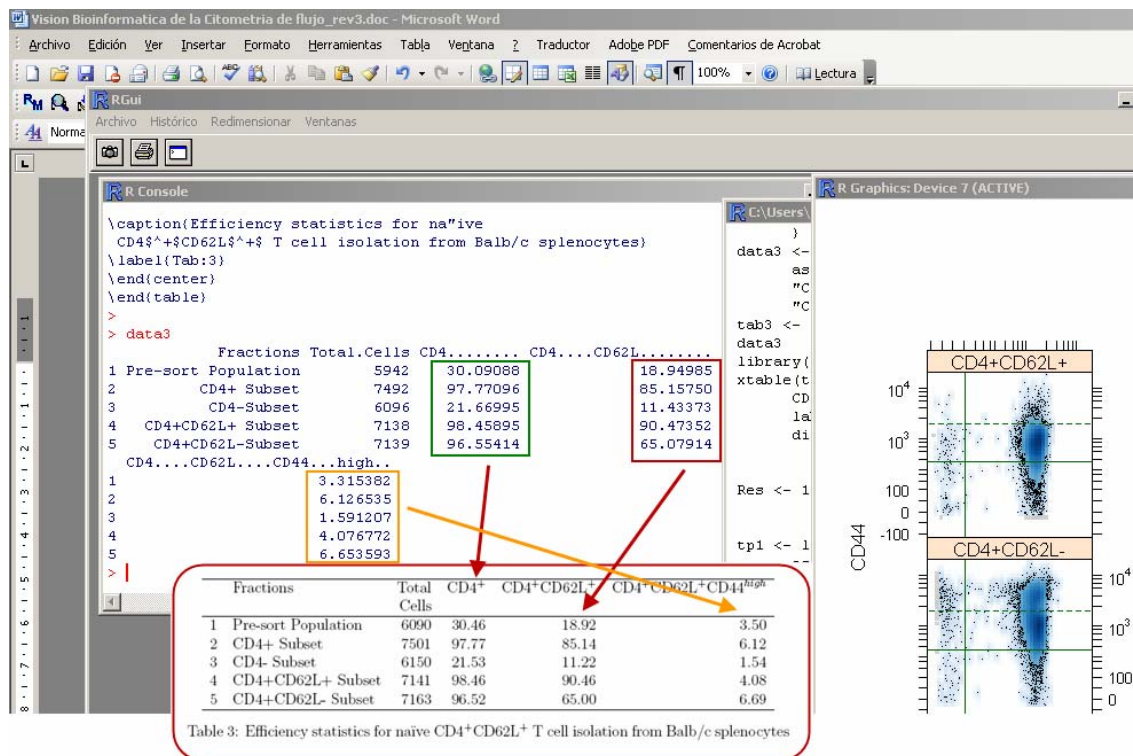 Vision Bioinformatica de la Citometria de flujo_rev3.doc - Microsoft Word
Archivo Edición Ver Insertar Formato Herramientas Tabla Ventana ? Traductor Adobe PDF Comentarios de Acrobat
100% Lectura
Norma
RGui
Archivo Histórico Redimensionar Ventanas
R Console
\caption{Efficiency statistics for na"ive
CD4$^+$CD62L$^+$ T cell isolation from Balb/c splenocytes}
\label{Tab:3}
\end{center}
\end{table}
>
> data3
Fractions Total.Cells CD4........ CD4....CD62L........
1 Pre-sort Population 5942 30.09088 18.94985
2 CD4+ Subset 7492 97.77096 85.15750
3 CD4-Subset 6096 21.66995 11.43373
4 CD4+CD62L+ Subset 7138 98.45895 90.47352
5 CD4+CD62L-Subset 7139 96.55414 65.07914
CD4....CD62L....CD44...high..
1 3.315382
2 6.126535
3 1.591207
4 4.076772
5 6.653593
>
C:\Users\
}
data3 <-
as
"C
"C
tab3 <-
data3
library(
xtable(t
CD
la
di
Res <- l
tp1 <- l
R Graphics: Device 7 (ACTIVE)
CD4+CD62L+
10^4
10^3
100
0
-100
CD44
CD4+CD62L-
10^4
10^3
100
0
Fractions Total Cells CD4+ CD4+CD62L+ CD4+CD62L+CD44^high
1 Pre-sort Population 6090 30.46 18.92 3.50
2 CD4+ Subset 7501 97.77 85.14 6.12
3 CD4- Subset 6150 21.53 11.22 1.54
4 CD4+CD62L+ Subset 7141 98.46 90.46 4.08
5 CD4+CD62L- Subset 7163 96.52 65.00 6.69
Table 3: Efficiency statistics for naïve CD4+CD62L+ T cell isolation from Balb/c splenocytes